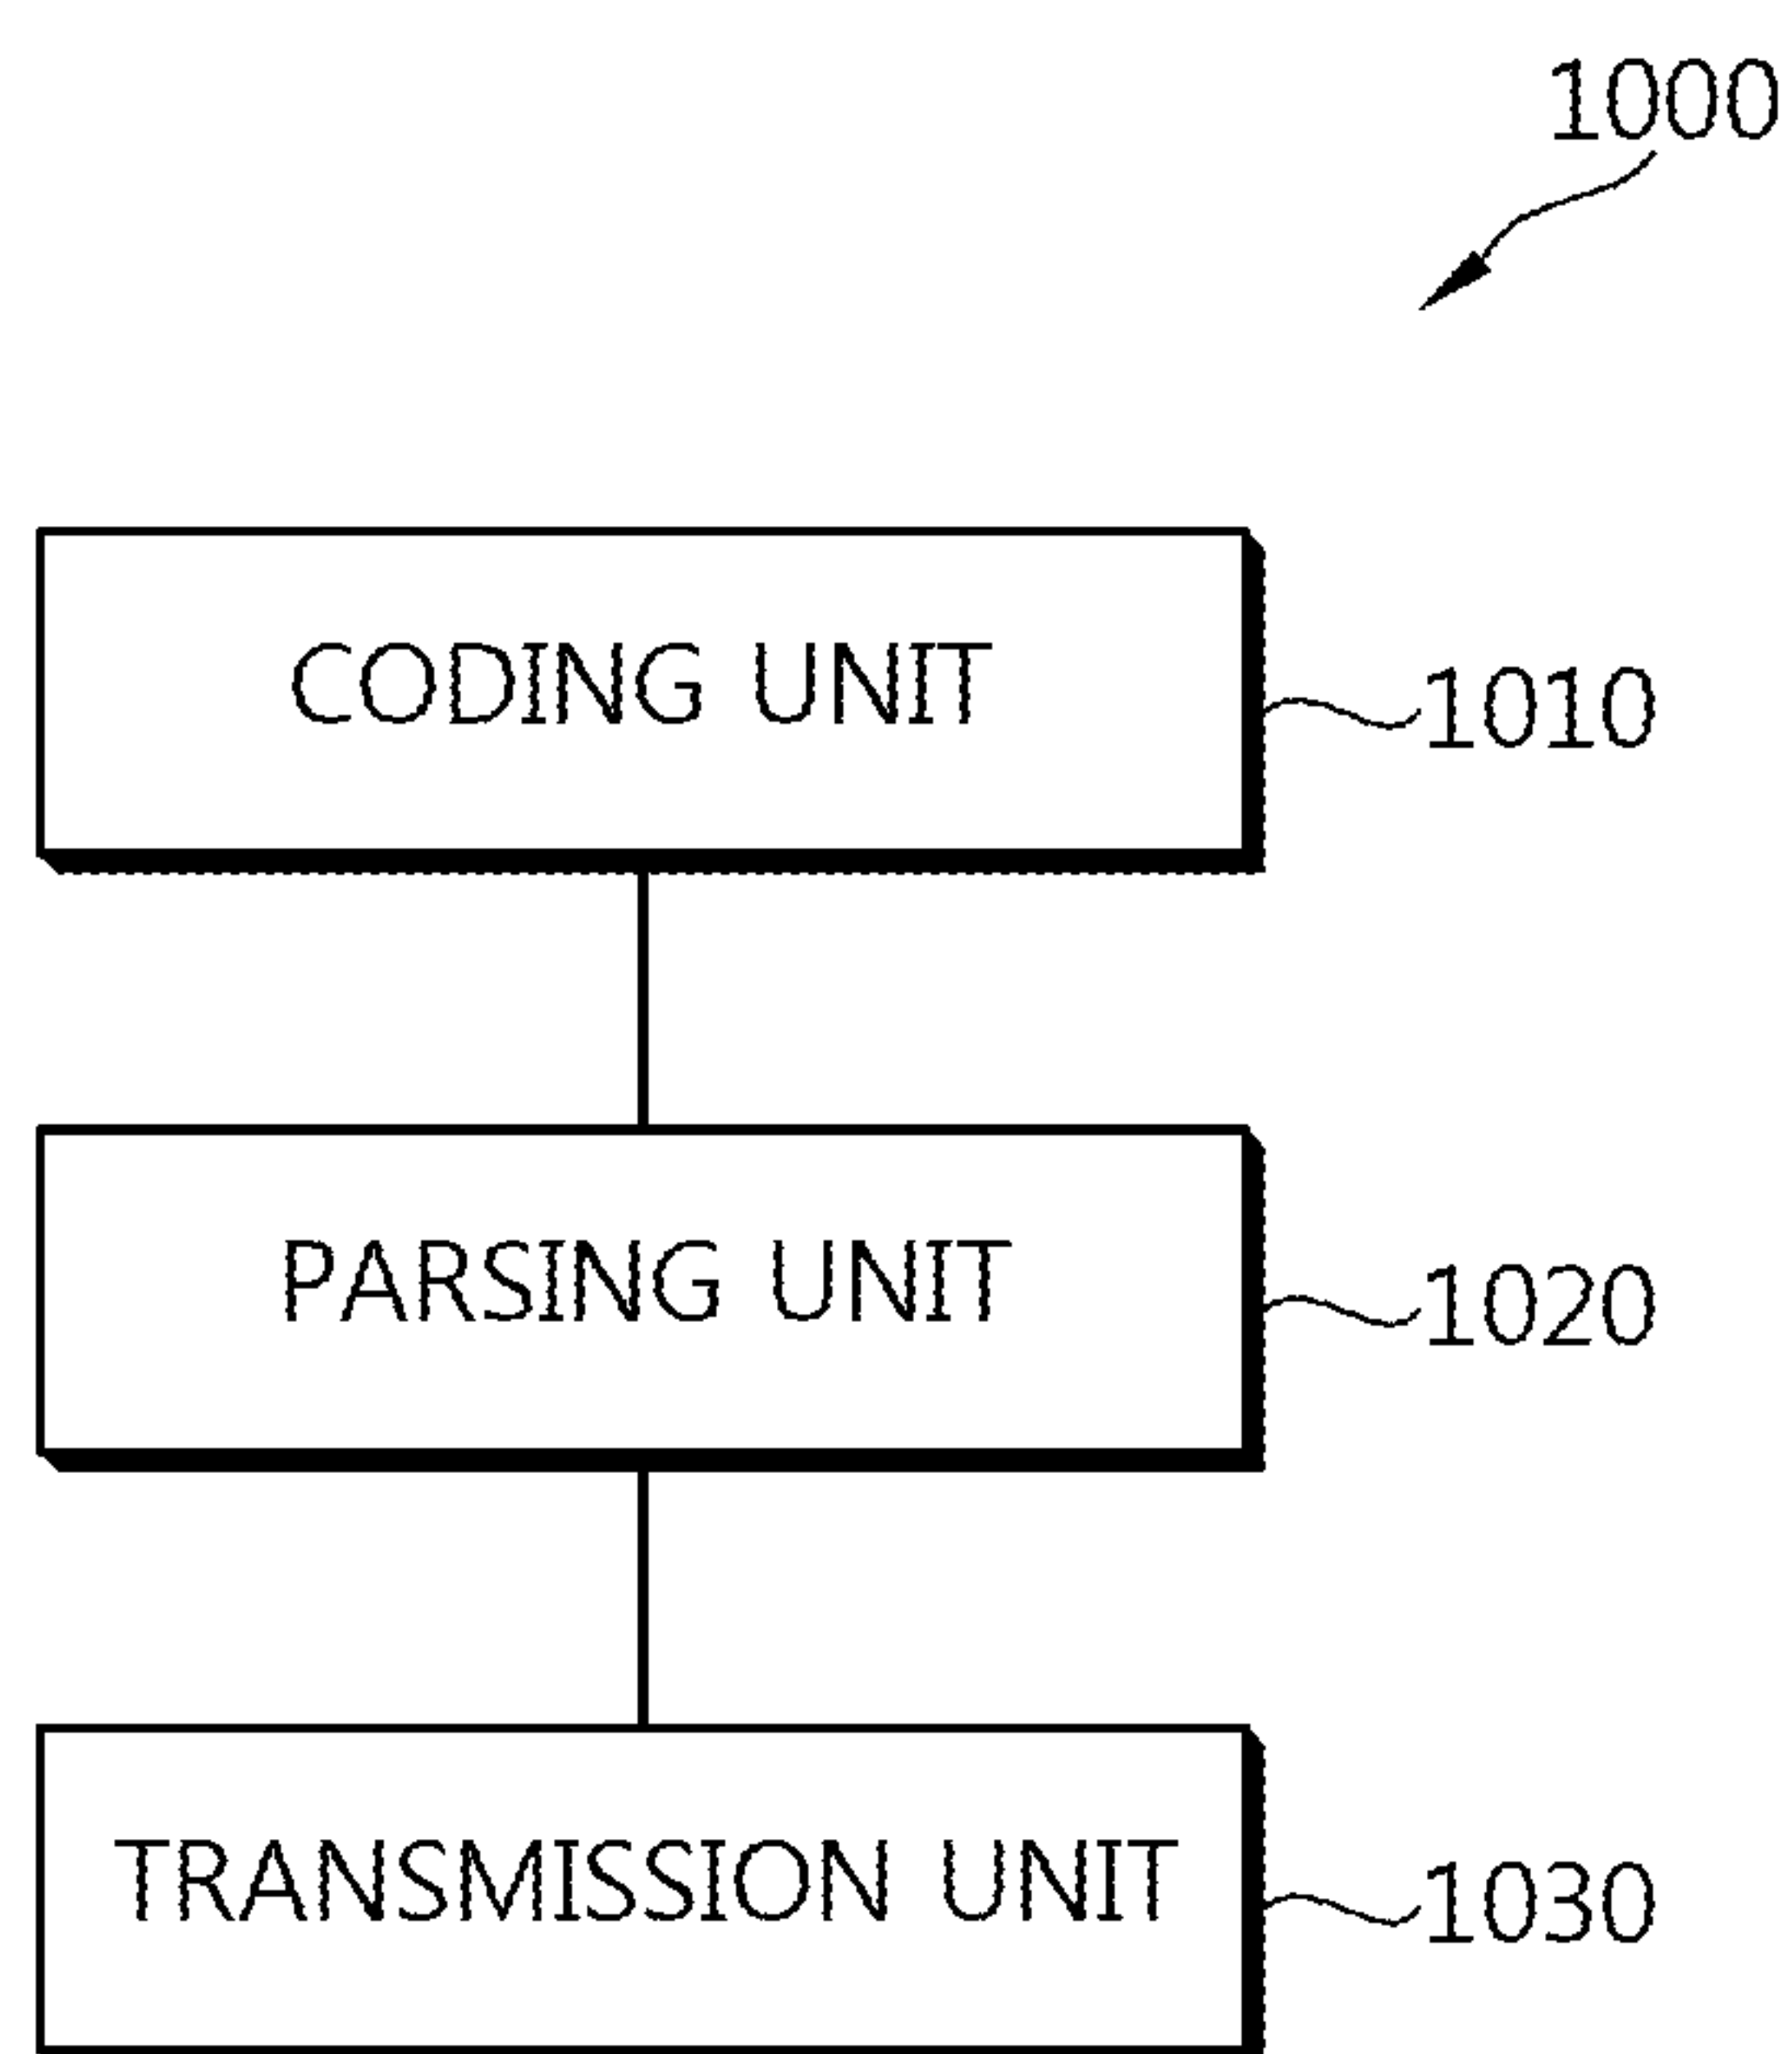 1000
CODING UNIT
1010
PARSING UNIT
1020
TRANSMISSION UNIT
1030